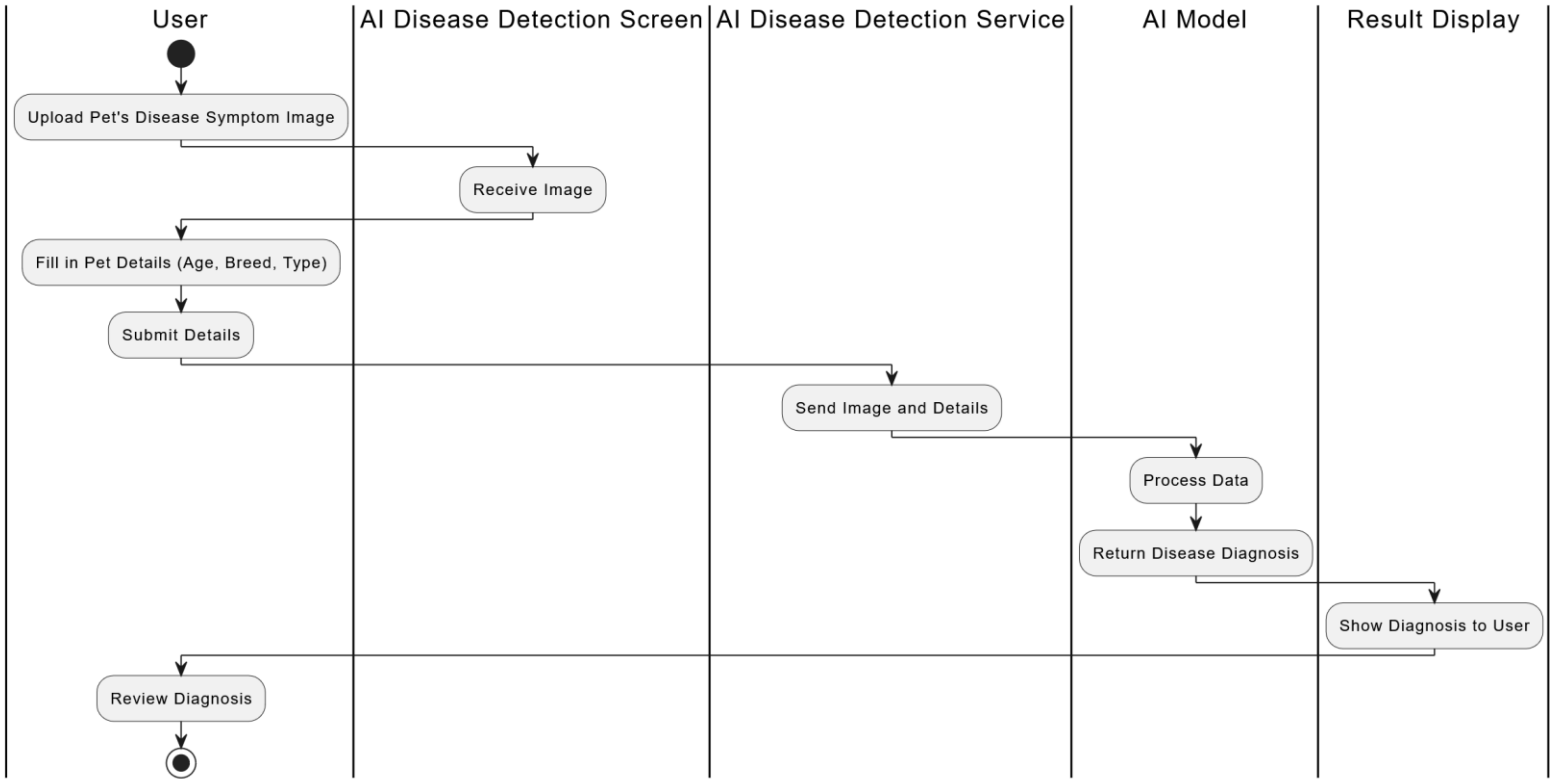 User
AI Disease Detection Screen
AI Disease Detection Service
AI Model
Result Display
Upload Pet's Disease Symptom Image
Receive Image
Fill in Pet Details (Age, Breed, Type)
Submit Details
Send Image and Details
Process Data
Return Disease Diagnosis
Show Diagnosis to User
Review Diagnosis